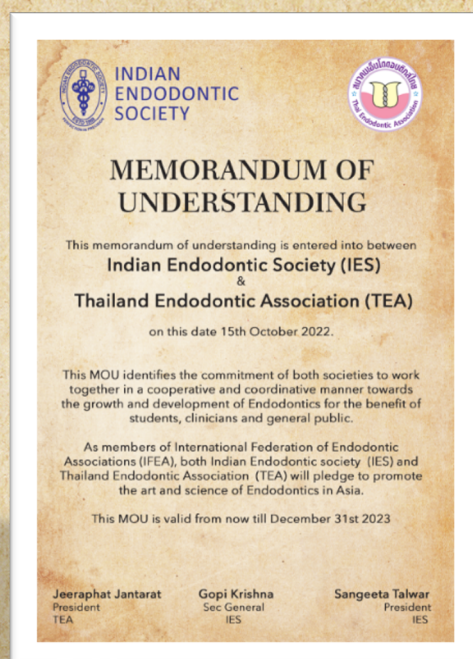 INDIAN
ENDODONTIC
SOCIETY
Thai Endodontic Association
MEMORANDUM OF
UNDERSTANDING
This memorandum of understanding is entered into between
Indian Endodontic Society (IES)
&
Thailand Endodontic Association (TEA)
on this date 15th October 2022.
This MOU identifies the commitment of both societies to work
together in a cooperative and coordinative manner towards
the growth and development of Endodontics for the benefit of
students, clinicians and general public.
As members of International Federation of Endodontic
Associations (IFEA), both Indian Endodontic society (IES) and
Thailand Endodontic Association (TEA) will pledge to promote
the art and science of Endodontics in Asia.
This MOU is valid from now till December 31st 2023
Jeeraphat Jantarat Gopi Krishna Sangeeta Talwar
President Sec General President
TEA IES IES